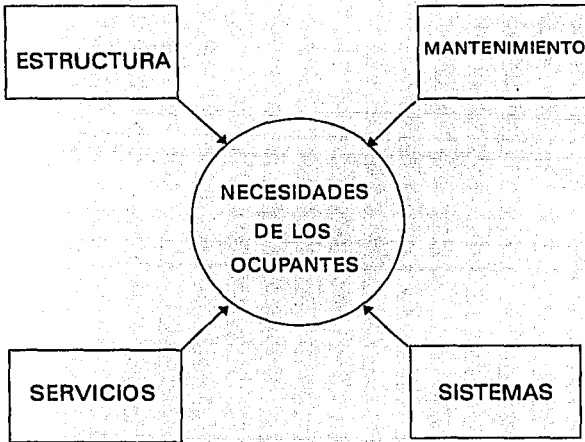 ESTRUCTURA
MANTENIMIENTO
NECESIDADES
DE LOS
OCUPANTES
SERVICIOS
SISTEMAS